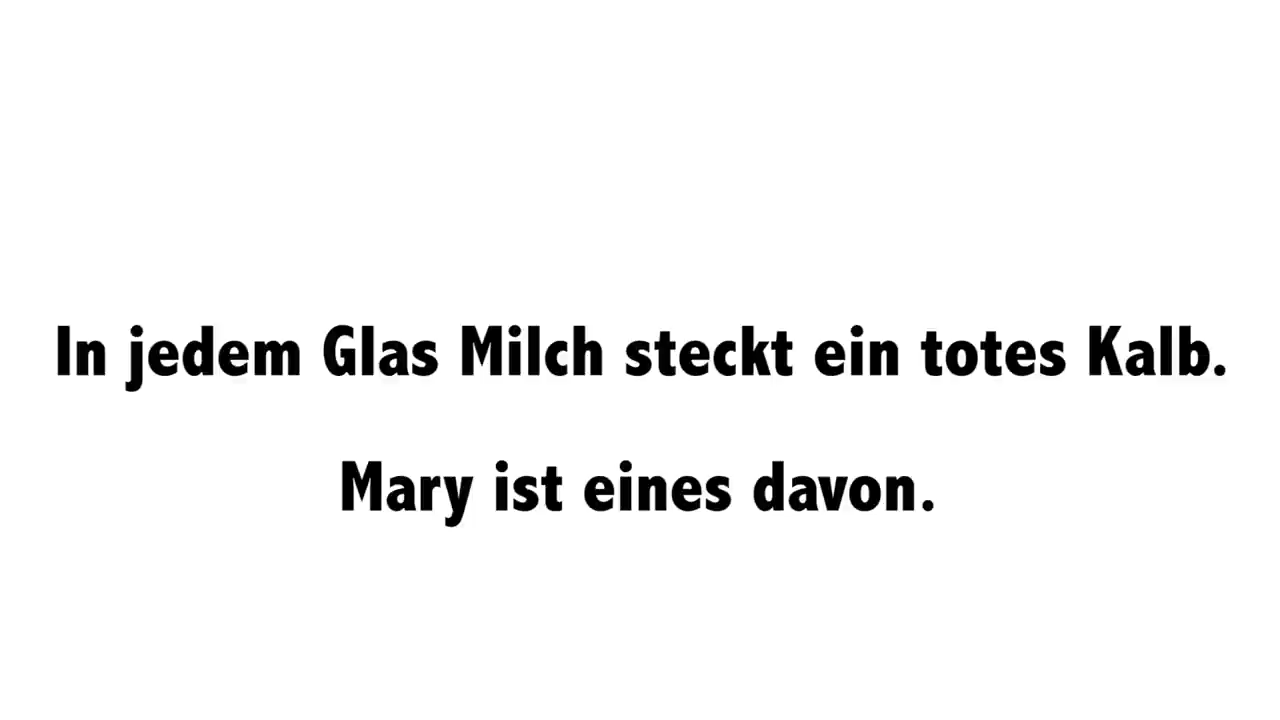 In jedem Glas Milch steckt ein totes Kalb.
Mary ist eines davon.